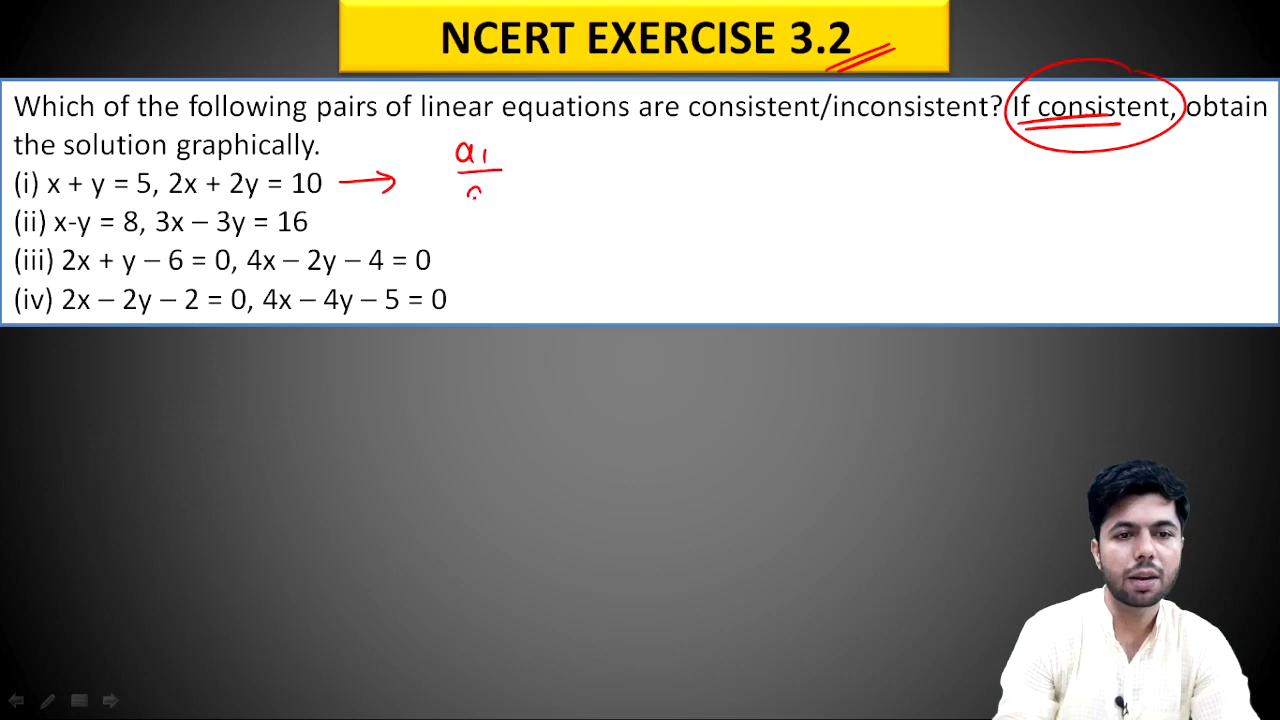 NCERT EXERCISE 3.2
Which of the following pairs of linear equations are consistent/inconsistent? If consistent, obtain
the solution graphically.
(i) x + y = 5, 2x + 2y = 10
a₁
(ii) x-y = 8, 3x – 3y = 16
(iii) 2x + y – 6 = 0, 4x – 2y – 4 = 0
(iv) 2x – 2y – 2 = 0, 4x – 4y – 5 = 0